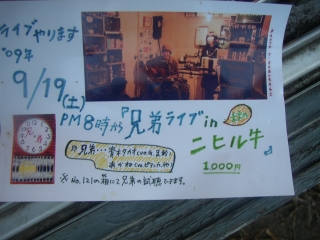 ライブやります
'09年
9/19(土)
PM8時から『兄弟ライブin
ニヒル牛』
1000円
※No.121の箱にて兄弟の試聴できます。